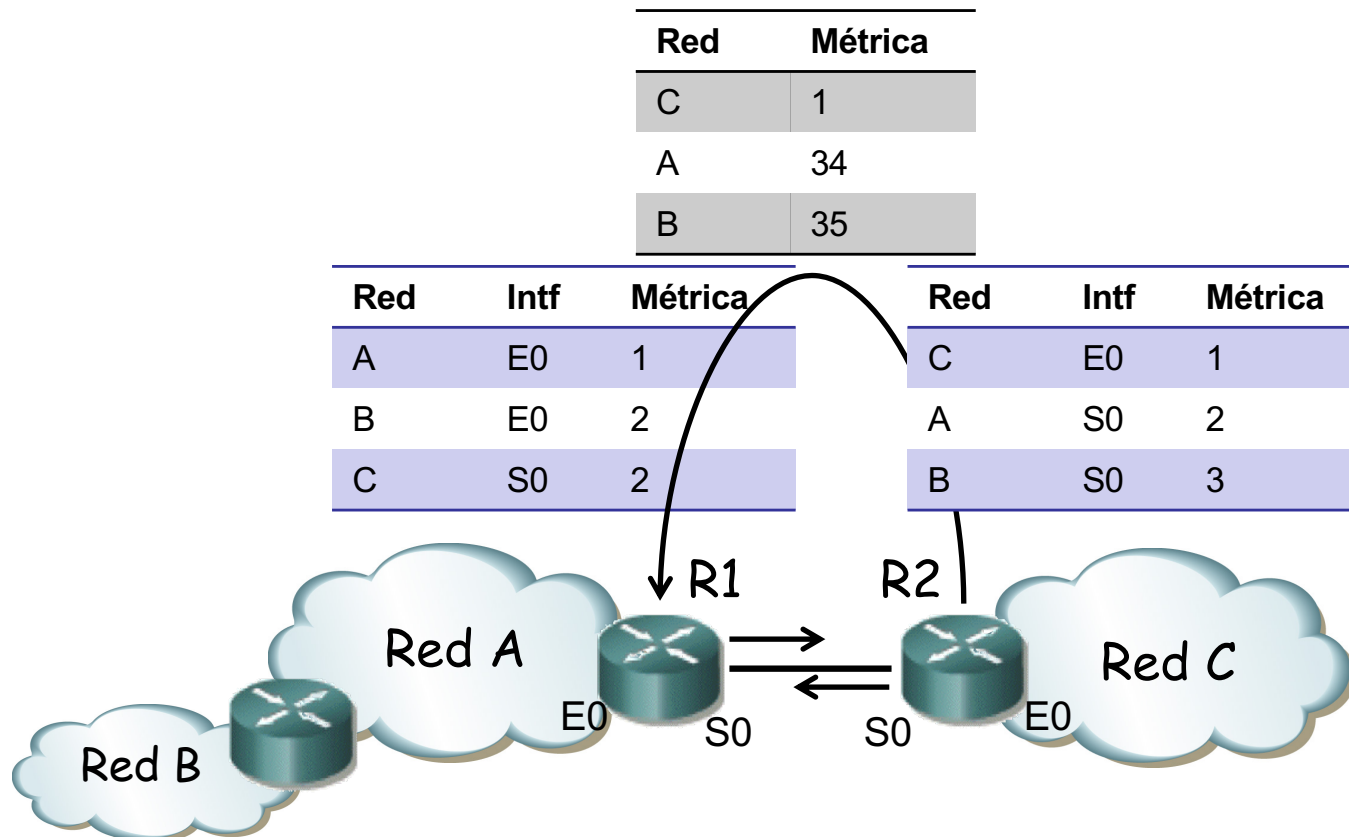 Red Métrica
C 1
A 34
B 35
Red Intf Métrica
A E0 1
B E0 2
C S0 2
Red Intf Métrica
C E0 1
A S0 2
B S0 3
R1 R2
Red A
Red C
E0 S0 S0 E0
Red B